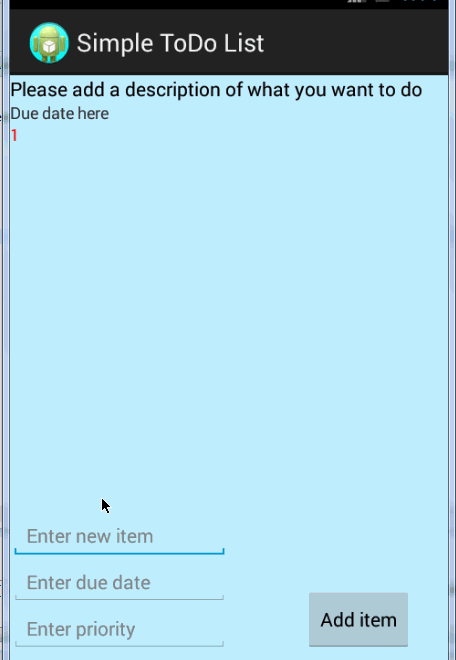 Simple ToDo List
Please add a description of what you want to do
Due date here
1
Enter new item
Enter due date
Enter priority
Add item